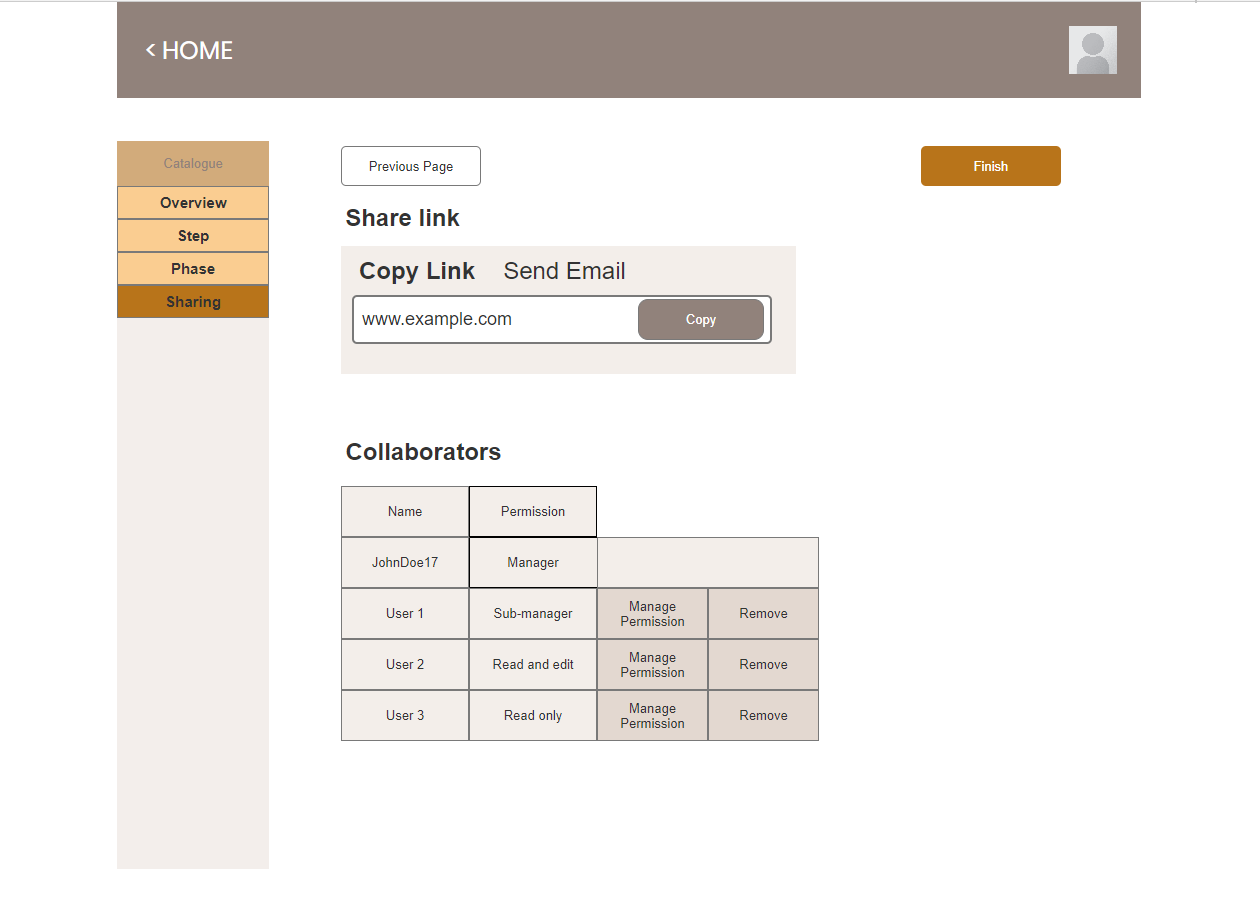 < HOME
Catalogue
Overview
Step
Phase
Sharing
Previous Page
Finish
Share link
Copy Link Send Email
www.example.com Copy
Collaborators
Name Permission
JohnDoe17 Manager
User 1 Sub-manager Manage Permission Remove
User 2 Read and edit Manage Permission Remove
User 3 Read only Manage Permission Remove